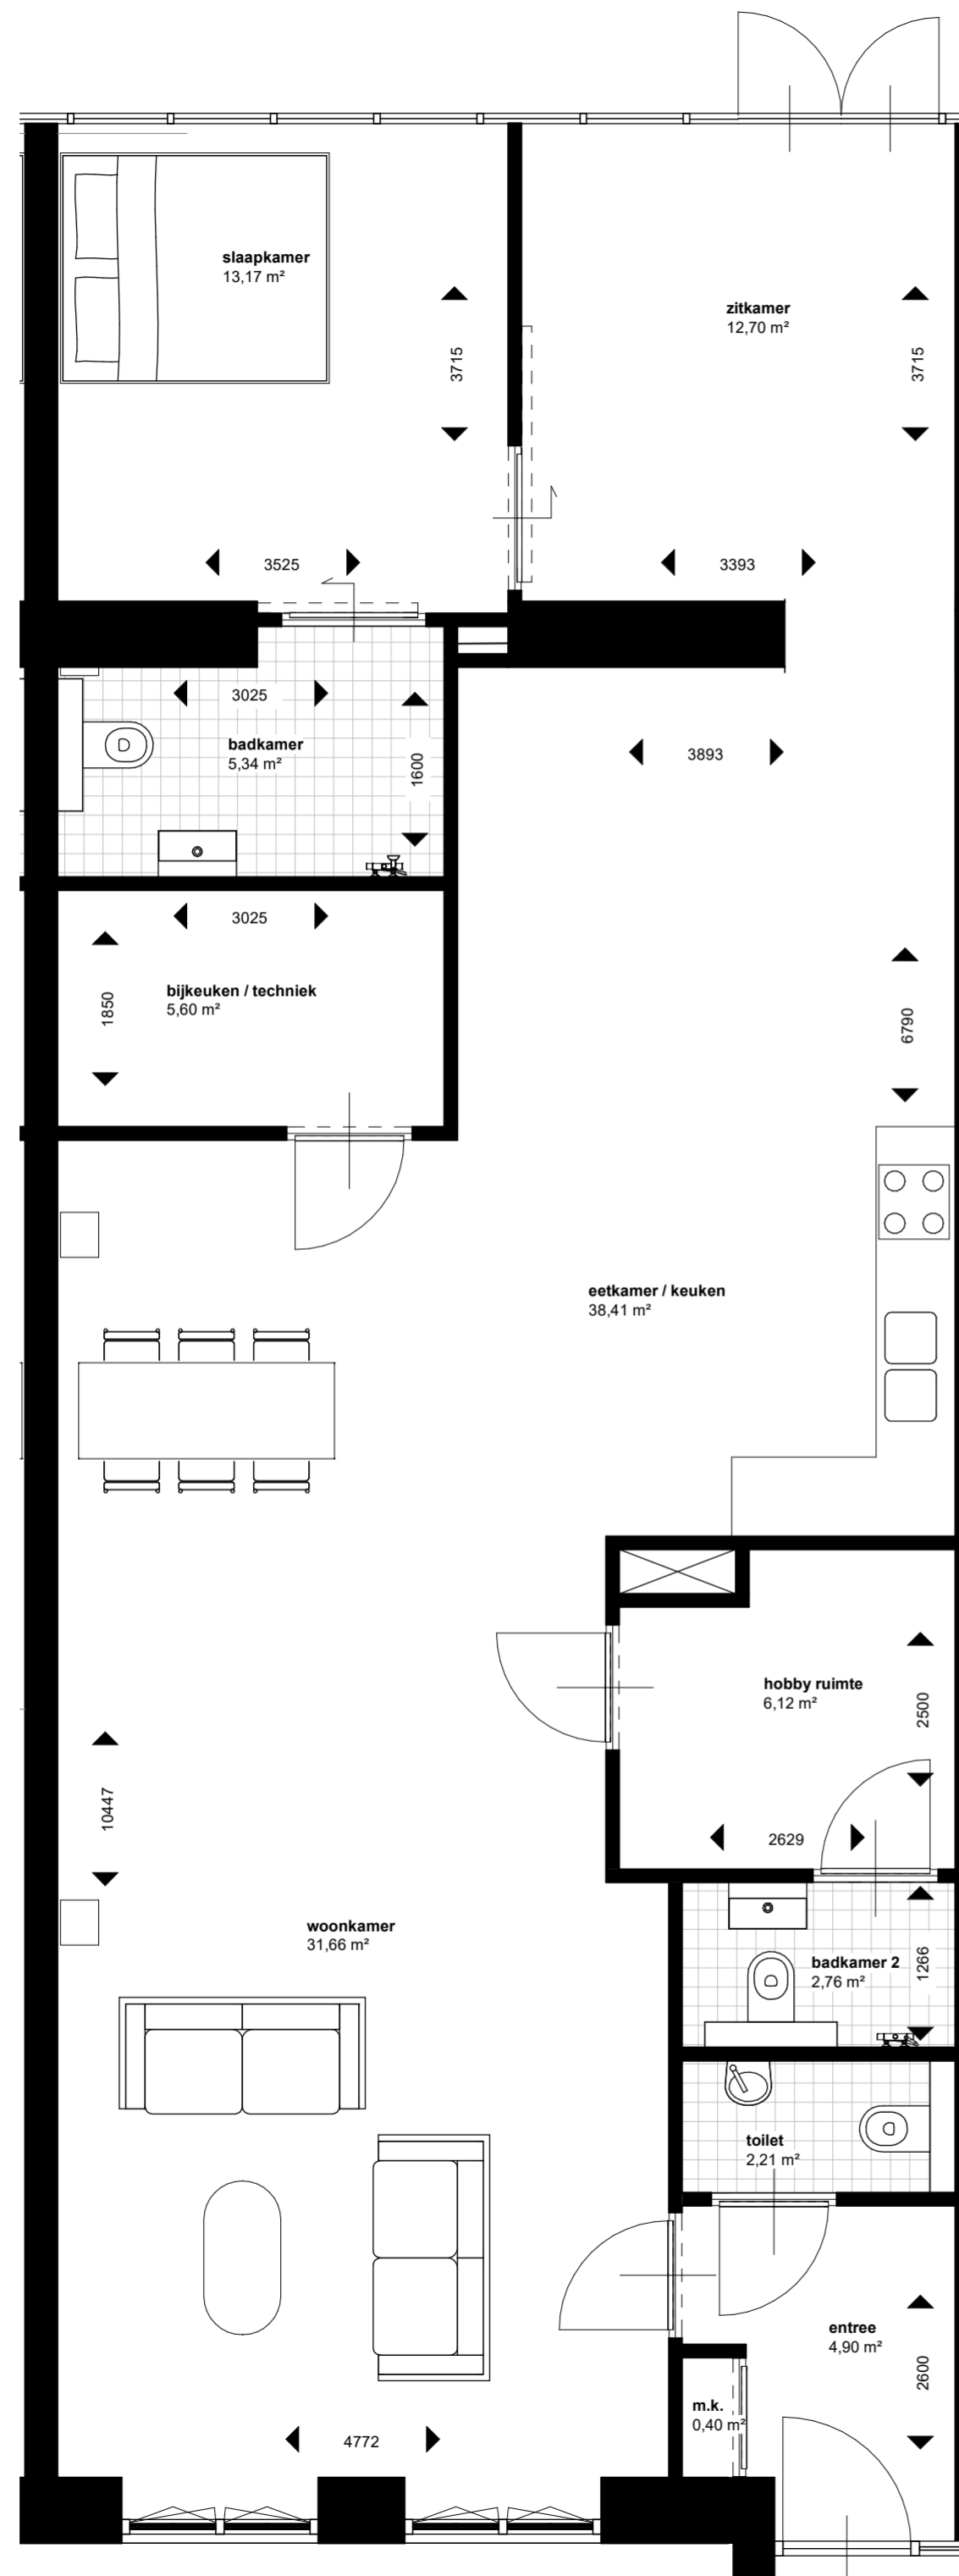 slaapkamer
13,17 m²
zitkamer
12,70 m²
3715
3715
3525
3393
3025
badkamer
5,34 m²
1600
3893
3025
bijkeuken / techniek
5,60 m²
1850
6790
eetkamer / keuken
38,41 m²
hobby ruimte
6,12 m²
2500
10447
2629
woonkamer
31,66 m²
badkamer 2
2,76 m²
1266
toilet
2,21 m²
entree
4,90 m²
2600
m.k.
0,40 m²
4772